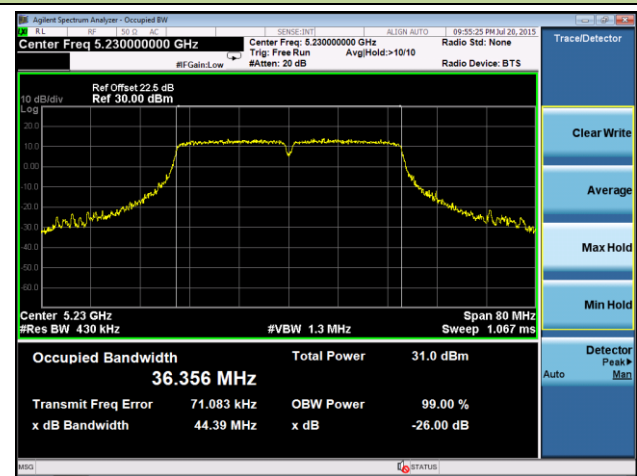 Agilent Spectrum Analyzer - Occupied BW
RL RF 50 Ω AC SENSE:INT ALIGN AUTO 09:55:25 PM Jul 20, 2015
Center Freq 5.230000000 GHz
Center Freq: 5.230000000 GHz
Radio Std: None
Trig: Free Run Avg|Hold:>10/10
#IFGain:Low #Atten: 20 dB Radio Device: BTS
Trace/Detector
Ref Offset 22.5 dB
10 dB/div Ref 30.00 dBm
Log
20.0
10.0
0.00
-10.0
-20.0
-30.0
-40.0
-50.0
-60.0
Center 5.23 GHz Span 80 MHz
#Res BW 430 kHz #VBW 1.3 MHz Sweep 1.067 ms
Occupied Bandwidth Total Power 31.0 dBm
36.356 MHz
Transmit Freq Error 71.083 kHz OBW Power 99.00 %
x dB Bandwidth 44.39 MHz x dB -26.00 dB
Clear Write
Average
Max Hold
Min Hold
Detector
Peak▶
Auto Man
MSG STATUS